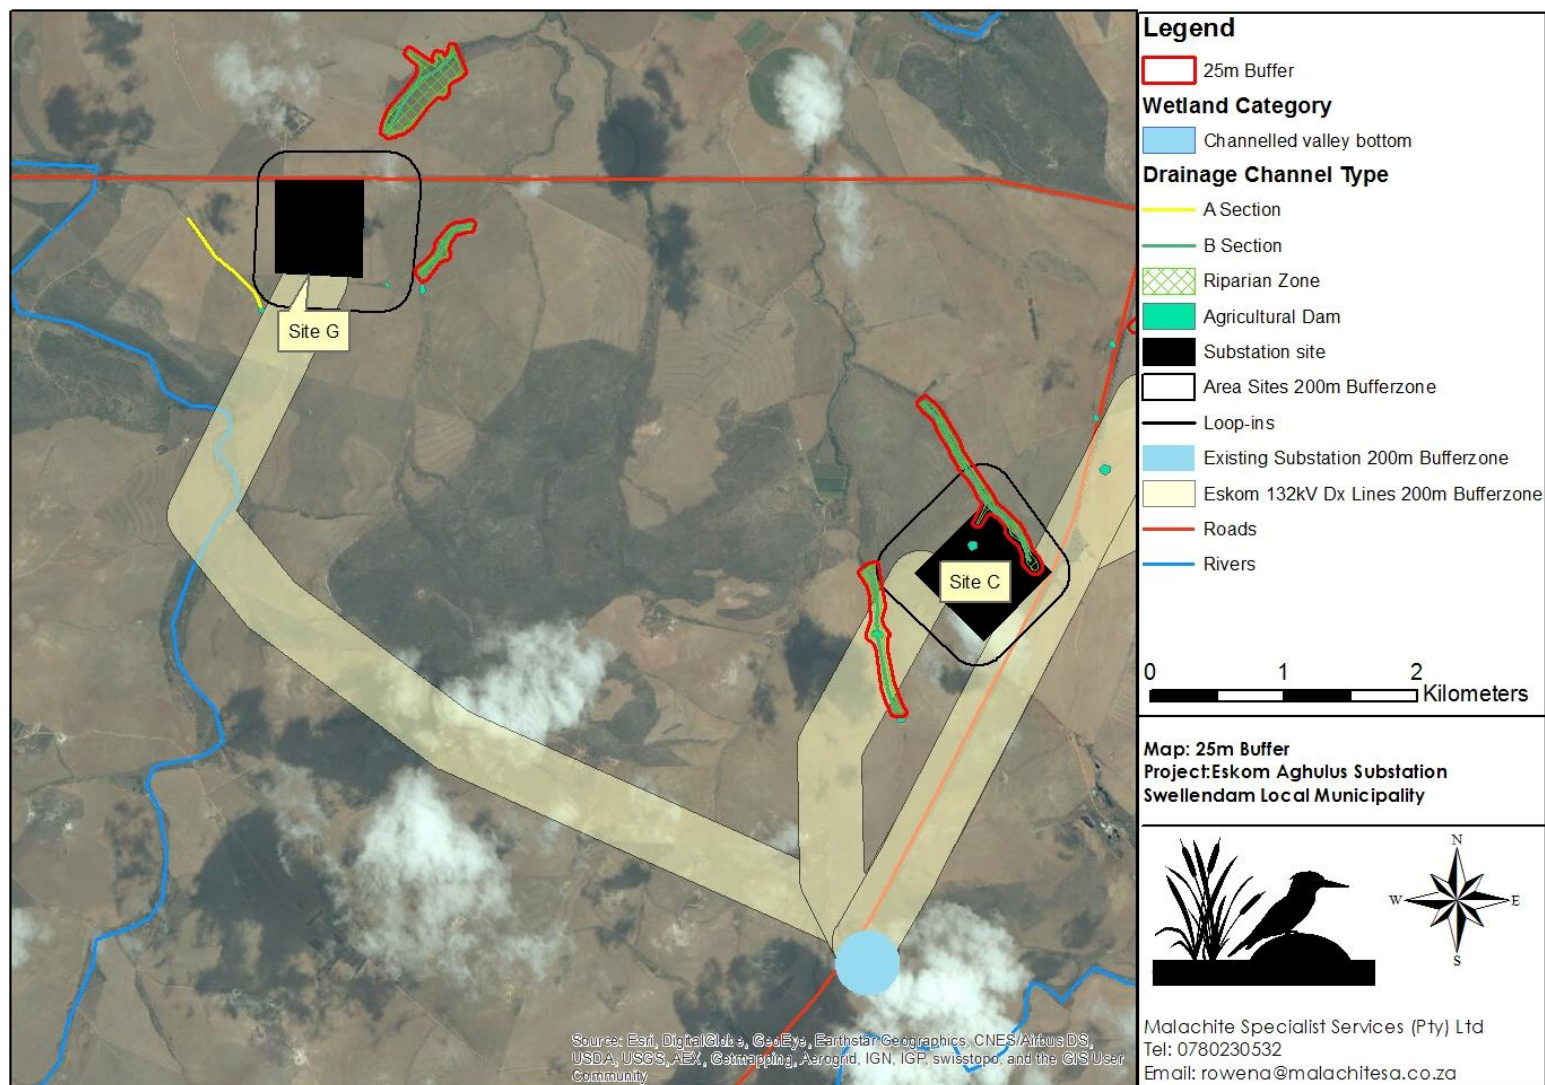 Site G
Site C
Source: Esri, DigitalGlobe, GeoEye, Earthstar Geographics, CNES/Airbus DS,
USDA, USGS, AEX, Getmapping, Aerogrid, IGN, IGP, swisstopo, and the GIS User
Community
Legend
25m Buffer
Wetland Category
Channelled valley bottom
Drainage Channel Type
A Section
B Section
Riparian Zone
Agricultural Dam
Substation site
Area Sites 200m Bufferzone
Loop-ins
Existing Substation 200m Bufferzone
Eskom 132kV Dx Lines 200m Bufferzone
Roads
Rivers
0 1 2
Kilometers
Map: 25m Buffer
Project:Eskom Aghulus Substation
Swellendam Local Municipality
N
W E
S
Malachite Specialist Services (Pty) Ltd
Tel: 0780230532
Email: rowena@malachitesa.co.za